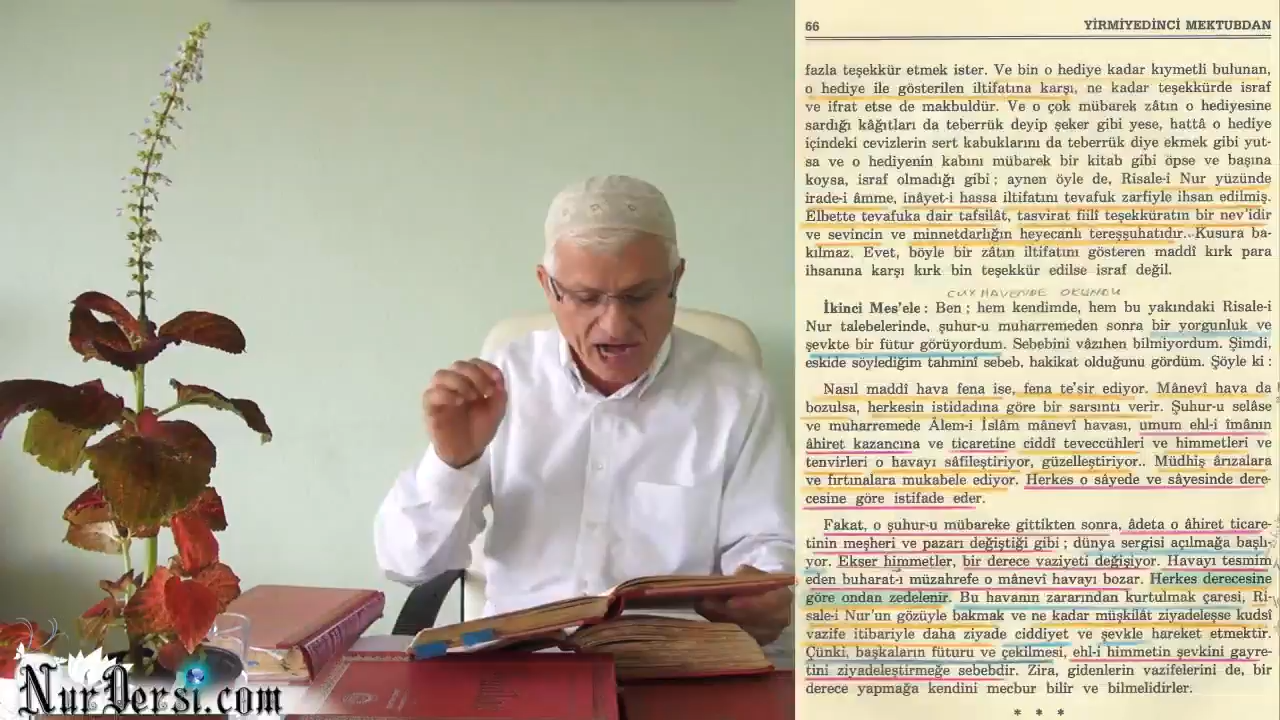 66 YİRMİYEDİNCİ MEKTUBDAN
fazla teşekkür etmek ister. Ve bin o hediye kadar kıymetli bulunan,
o hediye ile gösterilen iltifatına karşı, ne kadar teşekkürde israf
ve ifrat etse de makbuldür. Ve o çok mübarek zâtın o hediyesine
sardığı kâğıtları da teberrük deyip şeker gibi yese, hattâ o hediye
içindeki cevizlerin sert kabuklarını da teberrük diye ekmek gibi yut-
sa ve o hediyenin kabını mübarek bir kitab gibi öpse ve başına
koysa, israf olmadığı gibi; aynen öyle de, Risale-i Nur yüzünde
irade-i âmme, inâyet-i hassa iltifatını tevafuk zarfiyle ihsan edilmiş.
Elbette tevafuka dair tafsilât, tasvirat fiilî teşekküratın bir nev'idir
ve sevincin ve minnetdarlığın heyecanlı tereşşuhatıdır. Kusura ba-
kılmaz. Evet, böyle bir zâtın iltifatını gösteren maddî kırk para
ihsanına karşı kırk bin teşekkür edilse israf değil.
CUXHAVENDE OKUNDU
İkinci Mes'ele : Ben ; hem kendimde, hem bu yakındaki Risale-i
Nur talebelerinde, şuhur-u muharremeden sonra bir yorgunluk ve
şevkte bir fütur görüyordum. Sebebini vâzıhen bilmiyordum. Şimdi,
eskide söylediğim tahminî sebeb, hakikat olduğunu gördüm. Şöyle ki :
Nasıl maddî hava fena ise, fena te'sir ediyor. Mânevî hava da
bozulsa, herkesin istidadına göre bir sarsıntı verir. Şuhur-u selâse
ve muharremede Âlem-i İslâm mânevî havası, umum ehl-i îmânın
âhiret kazancına ve ticaretine ciddî teveccühleri ve himmetleri ve
tenvirleri o havayı sâfileştiriyor, güzelleştiriyor.. Müdhiş ârızalara
ve fırtınalara mukabele ediyor. Herkes o sâyede ve sâyesinde dere-
cesine göre istifade eder.
Fakat, o şuhur-u mübareke gittikten sonra, âdeta o âhiret ticare-
tinin meşheri ve pazarı değiştiği gibi ; dünya sergisi açılmağa başlı-
yor. Ekser himmetler, bir derece vaziyeti değişiyor. Havayı tesmim
eden buharat-ı müzahrefe o mânevî havayı bozar. Herkes derecesine
göre ondan zedelenir. Bu havanın zararından kurtulmak çaresi, Ri-
sale-i Nur'un gözüyle bakmak ve ne kadar müşkilât ziyadeleşse kudsî
vazife itibariyle daha ziyade ciddiyet ve şevkle hareket etmektir.
Çünki, başkaların füturu ve çekilmesi, ehl-i himmetin şevkini gayre-
tini ziyadeleştirmeğe sebebdir. Zira, gidenlerin vazifelerini de, bir
derece yapmağa kendini mecbur bilir ve bilmelidirler.
* * *
NurDersi.com